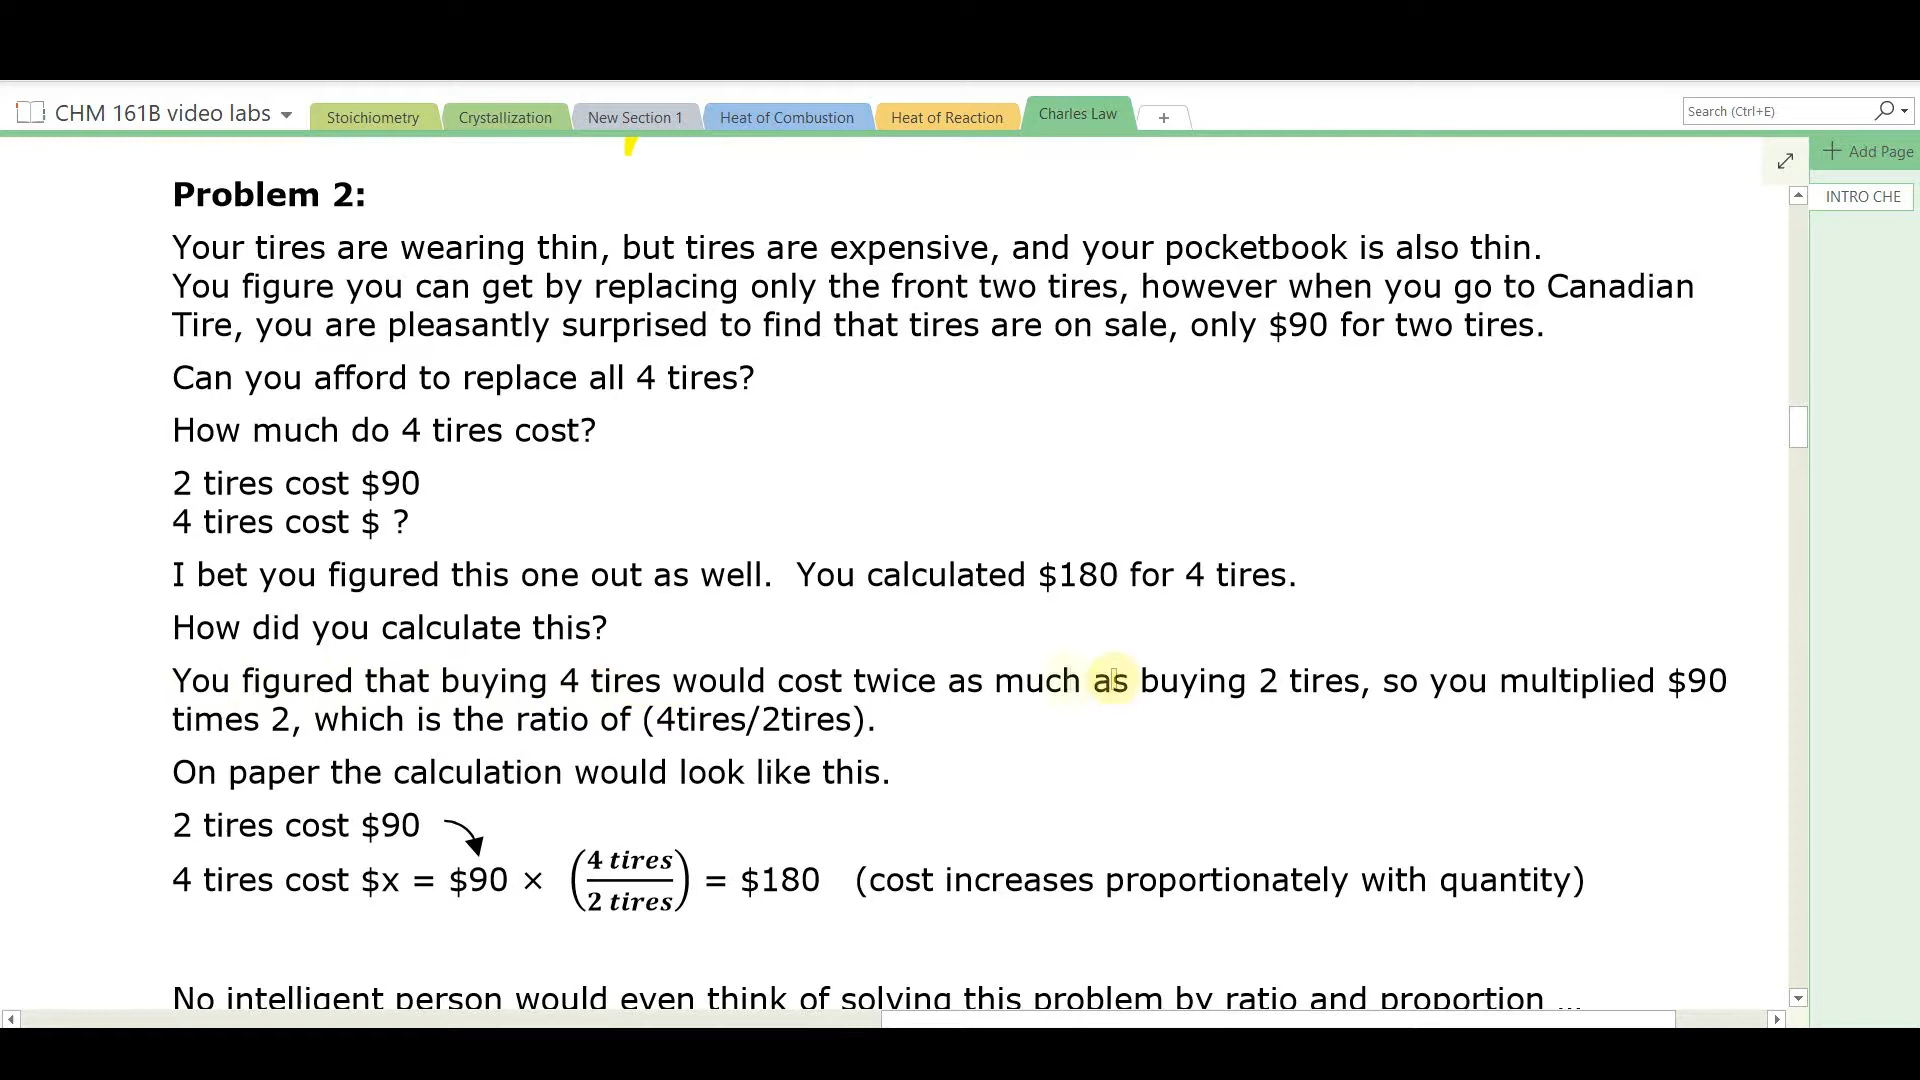 CHM 161B video labs
Stoichiometry
Crystallization
New Section 1
Heat of Combustion
Heat of Reaction
Charles Law
+
Search (Ctrl+E)
Add Page
INTRO CHE
Problem 2:
Your tires are wearing thin, but tires are expensive, and your pocketbook is also thin.
You figure you can get by replacing only the front two tires, however when you go to Canadian
Tire, you are pleasantly surprised to find that tires are on sale, only $90 for two tires.
Can you afford to replace all 4 tires?
How much do 4 tires cost?
2 tires cost $90
4 tires cost $ ?
I bet you figured this one out as well.  You calculated $180 for 4 tires.
How did you calculate this?
You figured that buying 4 tires would cost twice as much as buying 2 tires, so you multiplied $90
times 2, which is the ratio of (4tires/2tires).
On paper the calculation would look like this.
2 tires cost $90
4 tires cost $x = $90 × (4 tires / 2 tires) = $180   (cost increases proportionately with quantity)
No intelligent person would even think of solving this problem by ratio and proportion ...